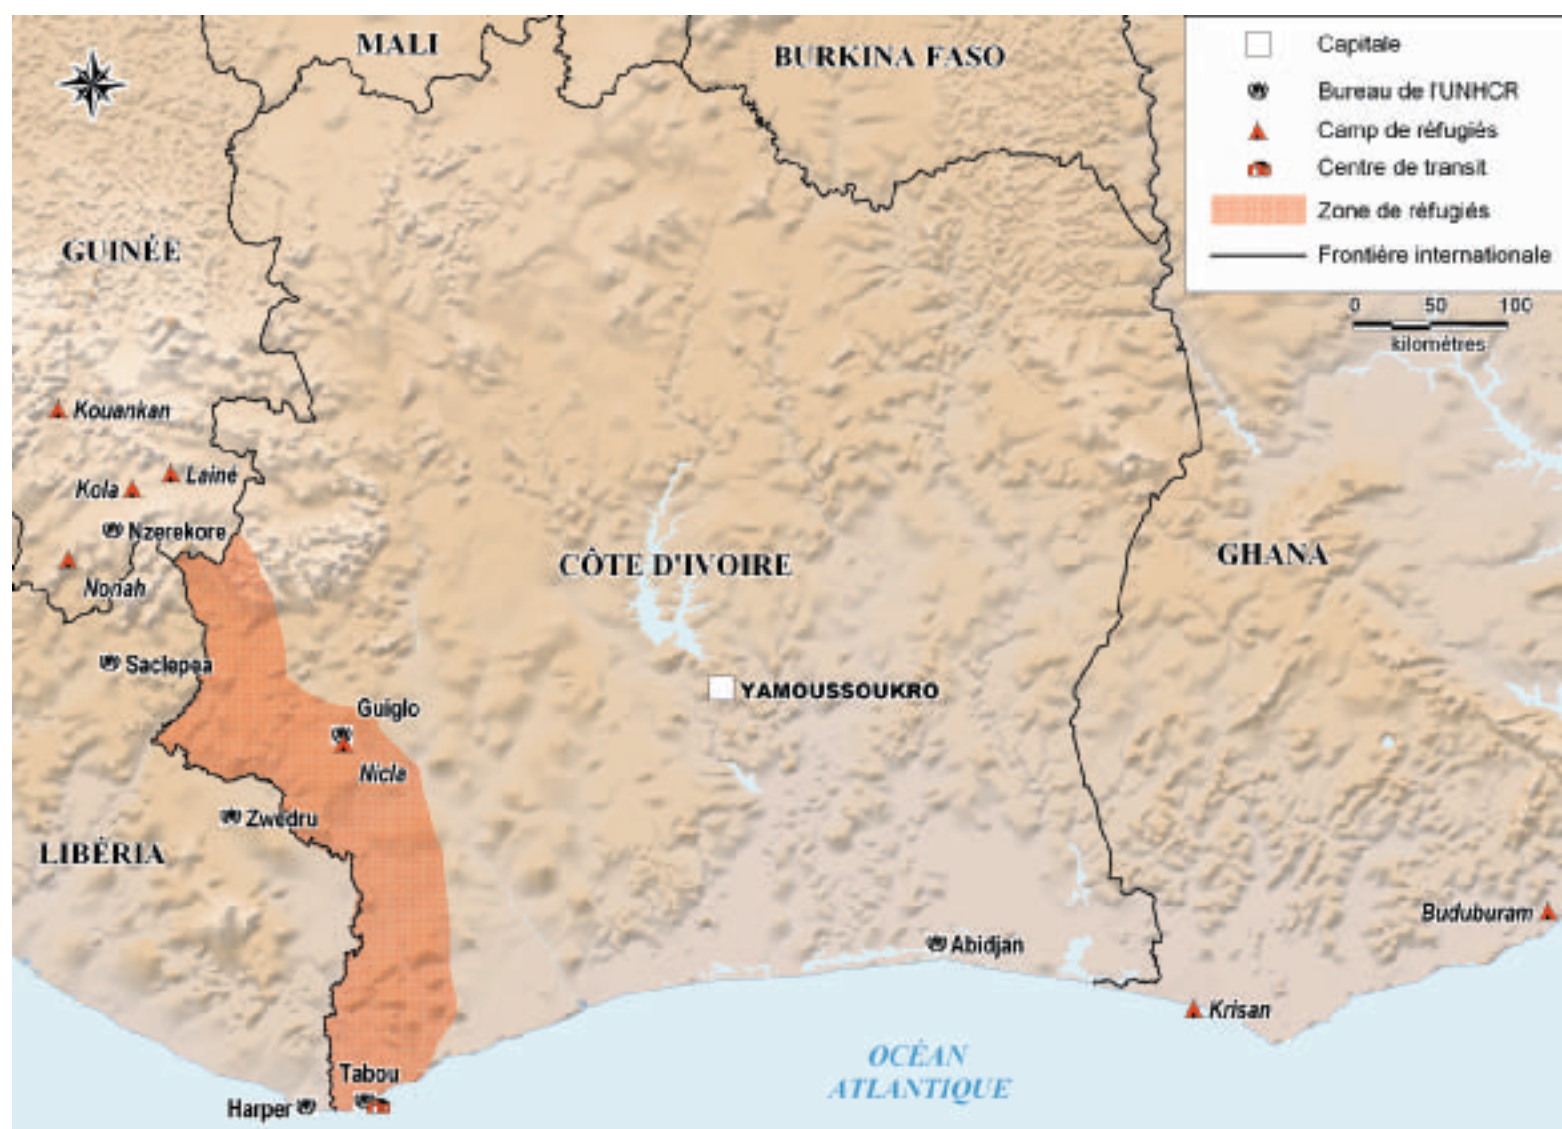 MALI
BURKINA FASO
Capitale
Bureau de l'UNHCR
Camp de réfugiés
Centre de transit
Zone de réfugiés
Frontière internationale
0 50 100
kilomètres
GUINÉE
Kouankan
Lainé
Kola
Nzerekore
Nonah
CÔTE D'IVOIRE
GHANA
Saclepea
YAMOUSSOUKRO
Guiglo
Nicla
Zwedru
LIBÉRIA
Buduburam
Abidjan
Krisan
OCÉAN
ATLANTIQUE
Tabou
Harper